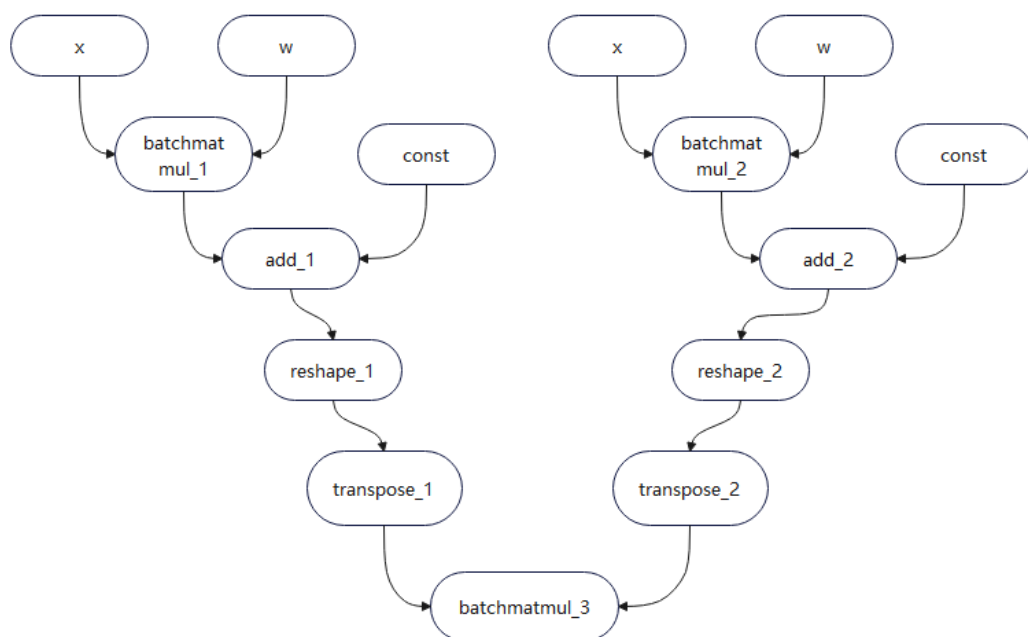 x
w
x
w
batchmat
mul_1
const
batchmat
mul_2
const
add_1
add_2
reshape_1
reshape_2
transpose_1
transpose_2
batchmatmul_3